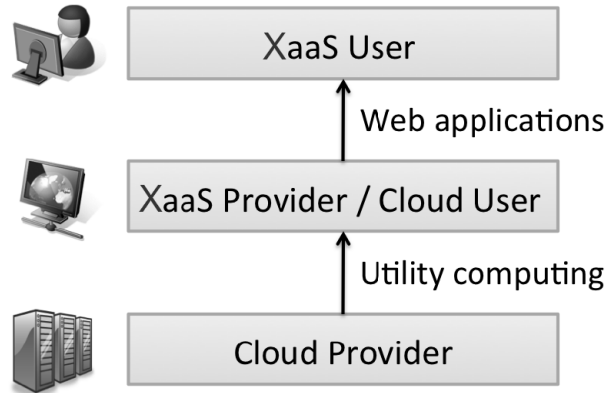 XaaS User
Web applications
XaaS Provider / Cloud User
Utility computing
Cloud Provider